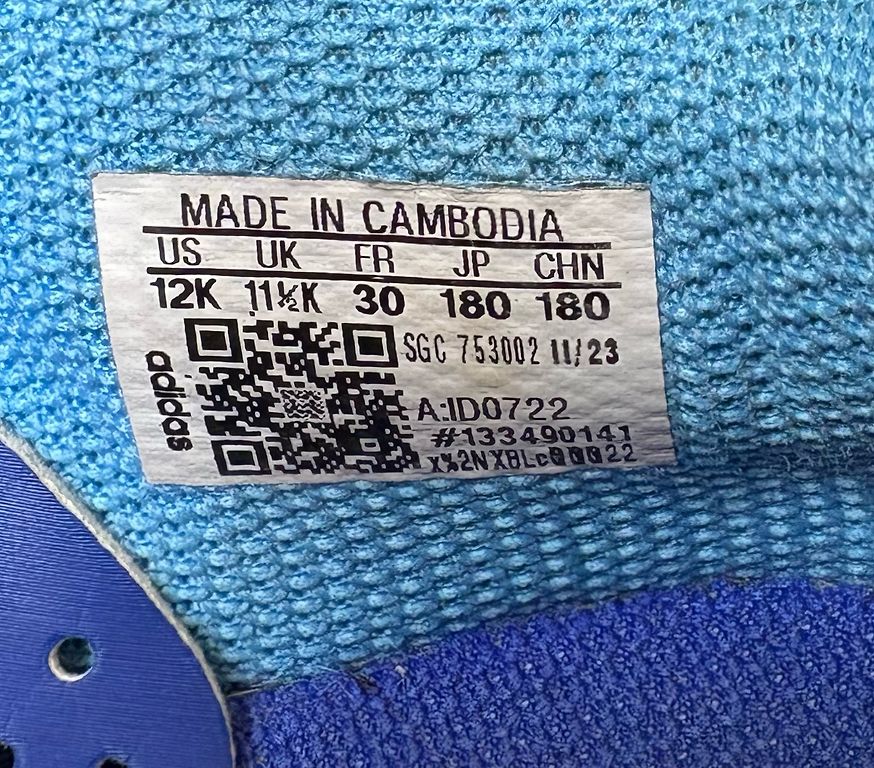 MADE IN CAMBODIA
US UK FR JP CHN
12K 11½K 30 180 180
SGC 753002 11/23
adidas
A:ID0722
#133490141